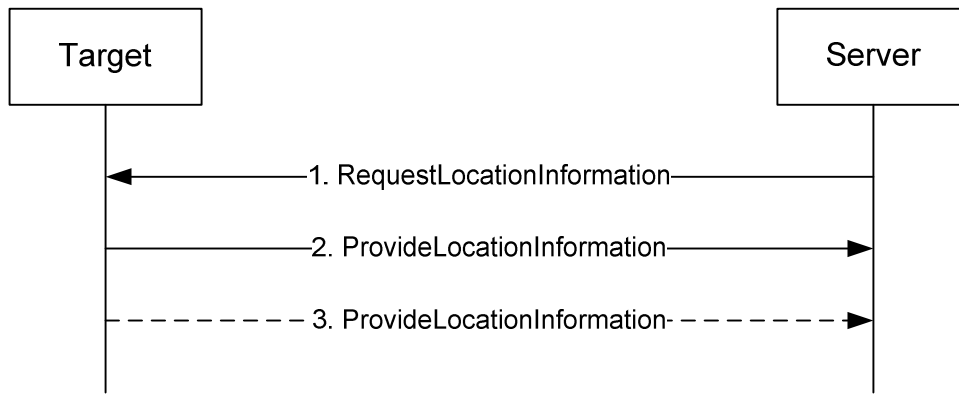 Target
Server
1. RequestLocationInformation
2. ProvideLocationInformation
3. ProvideLocationInformation